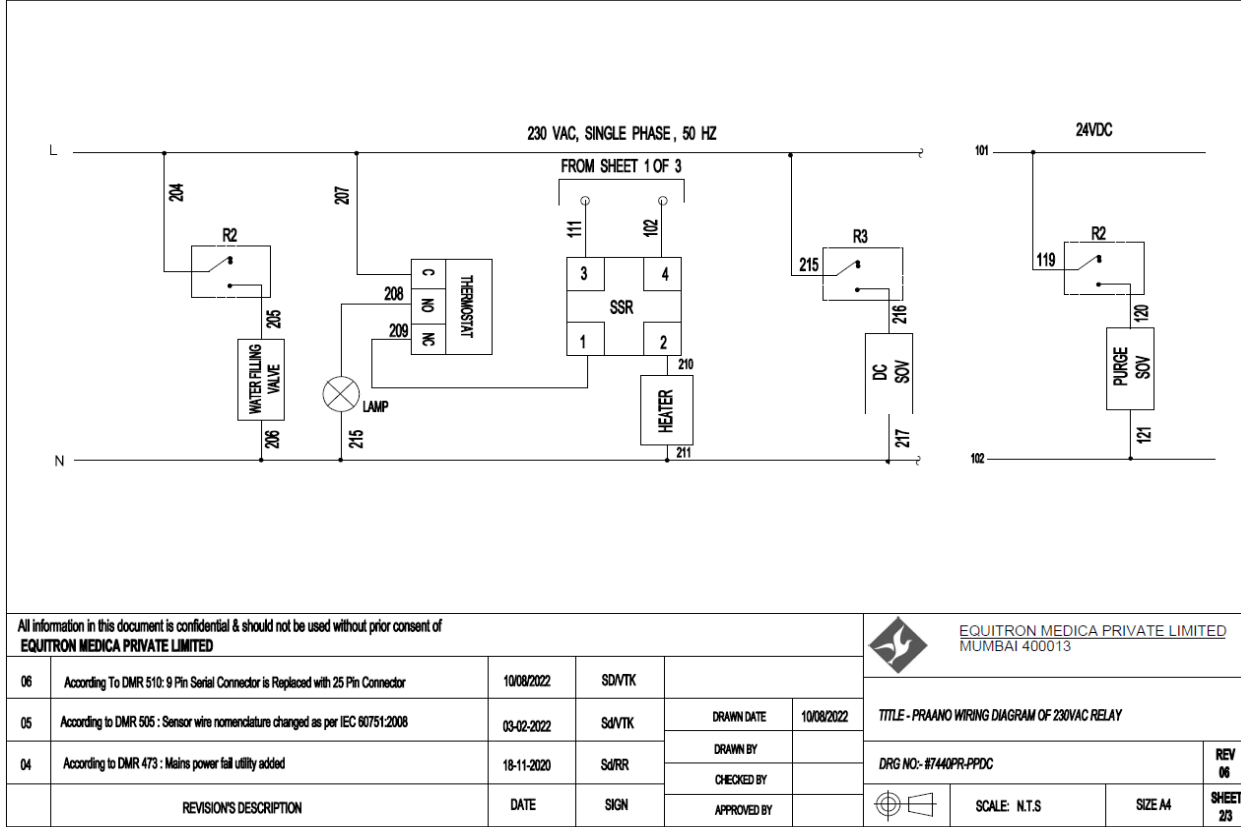 230 VAC, SINGLE PHASE , 50 HZ
24VDC
L
101
FROM SHEET 1 OF 3
204
207
111
102
R2
R3
R2
215
119
C
NO
NC
THERMOSTAT
208
209
3
4
SSR
1
2
205
216
120
210
WATER FILLING
VALVE
LAMP
HEATER
DC
SOV
PURGE
SOV
206
215
211
217
121
N
102
All information in this document is confidential & should not be used without prior consent of
EQUITRON MEDICA PRIVATE LIMITED
EQUITRON MEDICA PRIVATE LIMITED
MUMBAI 400013
06 According To DMR 510: 9 Pin Serial Connector is Replaced with 25 Pin Connector 10/08/2022 SD/VTK
05 According to DMR 505 : Sensor wire nomenclature changed as per IEC 60751:2008 03-02-2022 Sd/VTK
04 According to DMR 473 : Mains power fail utility added 18-11-2020 Sd/RR
REVISION'S DESCRIPTION DATE SIGN
DRAWN DATE 10/08/2022
DRAWN BY
CHECKED BY
APPROVED BY
TITLE - PRAANO WIRING DIAGRAM OF 230VAC RELAY
DRG NO:- #7440PR-PPDC
REV
06
SCALE: N.T.S
SIZE A4
SHEET
2/3